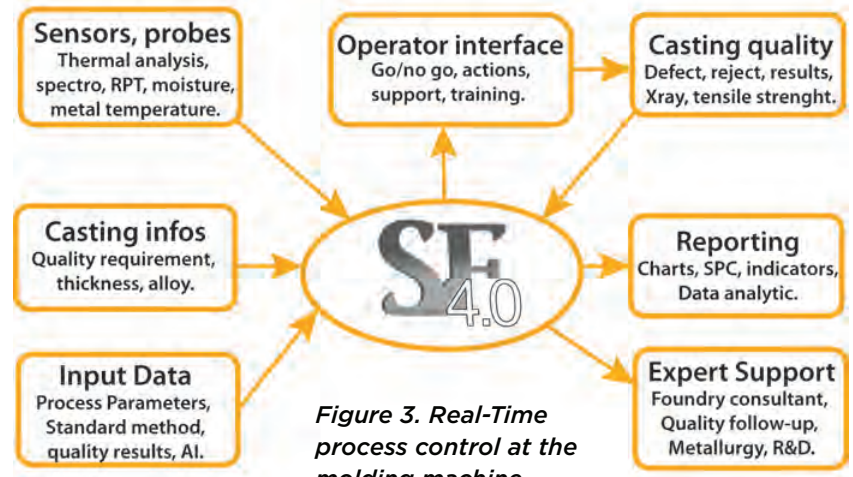 Sensors, probes
Thermal analysis,
spectro, RPT, moisture,
metal temperature.
Operator interface
Go/no go, actions,
support, training.
Casting quality
Defect, reject, results,
Xray, tensile strenght.
Casting infos
Quality requirement,
thickness, alloy.
SF
4.0
Reporting
Charts, SPC, indicators,
Data analytic.
Input Data
Process Parameters,
Standard method,
quality results, AI.
Expert Support
Foundry consultant,
Quality follow-up,
Metallurgy, R&D.
Figure 3. Real-Time
process control at the
molding machine